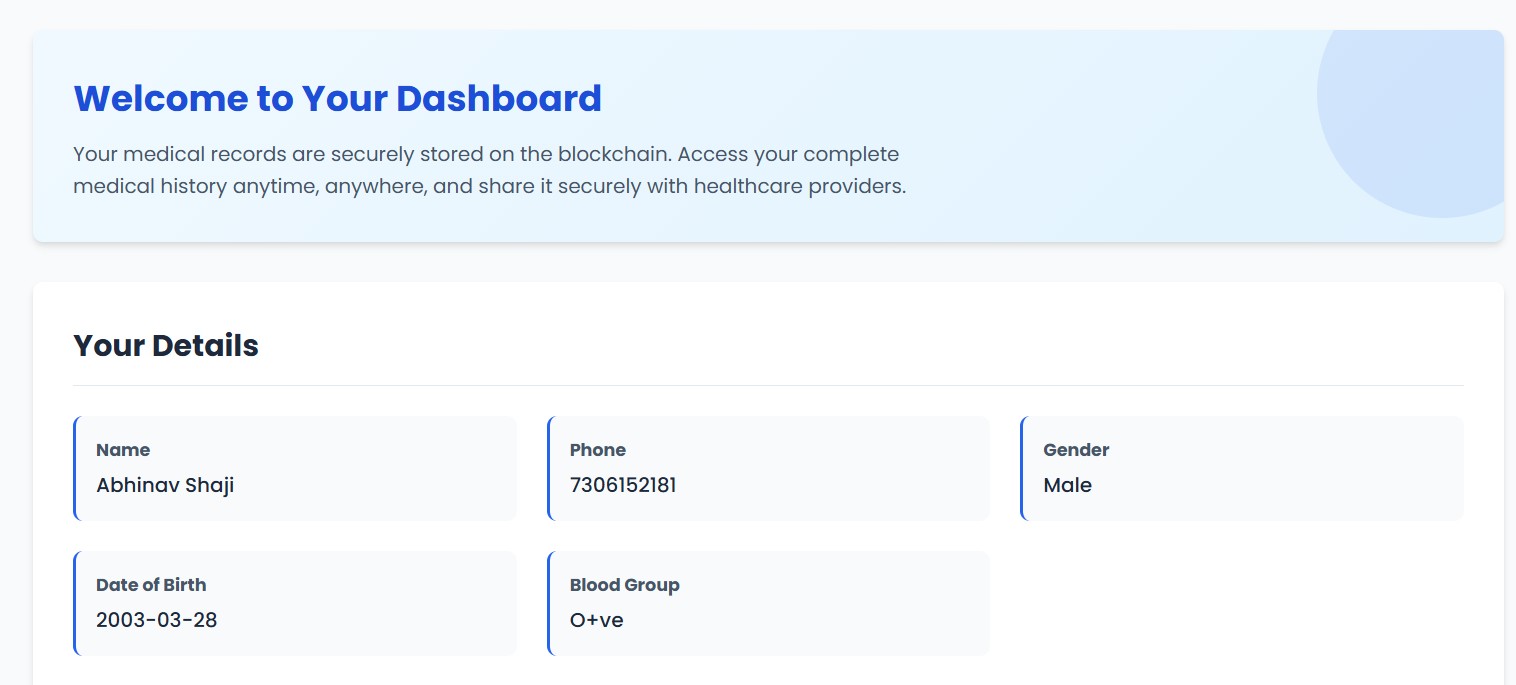 Welcome to Your Dashboard
Your medical records are securely stored on the blockchain. Access your complete
medical history anytime, anywhere, and share it securely with healthcare providers.
Your Details
Name
Abhinav Shaji
Phone
7306152181
Gender
Male
Date of Birth
2003-03-28
Blood Group
O+ve